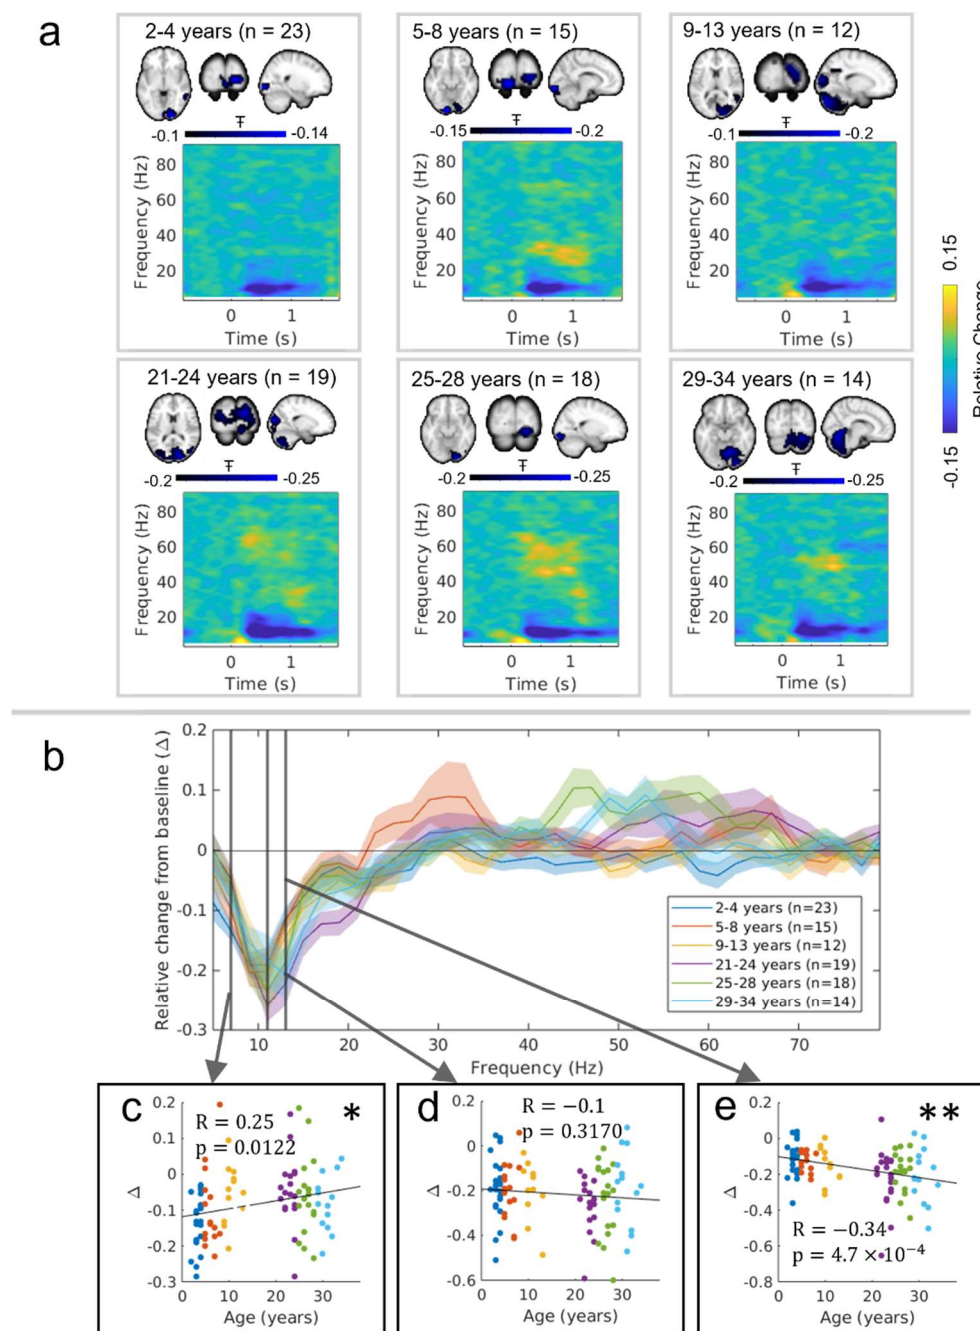 a
2-4 years (n = 23)
5-8 years (n = 15)
9-13 years (n = 12)
-0.1 Ŧ -0.14
-0.15 Ŧ -0.2
-0.1 Ŧ -0.2
Frequency (Hz)
80
60
40
20
0 1
Time (s)
Frequency (Hz)
80
60
40
20
0 1
Time (s)
Frequency (Hz)
80
60
40
20
0 1
Time (s)
0.15
Relative Change
-0.15
21-24 years (n = 19)
25-28 years (n = 18)
29-34 years (n = 14)
-0.2 Ŧ -0.25
-0.2 Ŧ -0.25
-0.2 Ŧ -0.25
Frequency (Hz)
80
60
40
20
0 1
Time (s)
Frequency (Hz)
80
60
40
20
0 1
Time (s)
Frequency (Hz)
80
60
40
20
0 1
Time (s)
b
Relative change from baseline (Δ)
0.2
0.1
0
-0.1
-0.2
-0.3
10 20 30 40 50 60 70
Frequency (Hz)
2-4 years (n=23)
5-8 years (n=15)
9-13 years (n=12)
21-24 years (n=19)
25-28 years (n=18)
29-34 years (n=14)
c
R = 0.25
p = 0.0122
*
Δ
0.2
0.1
0
-0.1
-0.2
-0.3
0 10 20 30
Age (years)
d
R = −0.1
p = 0.3170
Δ
0.2
0
-0.2
-0.4
-0.6
0 10 20 30
Age (years)
e
**
R = −0.34
p = 4.7 ×10⁻⁴
Δ
0.2
0
-0.2
-0.4
-0.6
-0.8
0 10 20 30
Age (years)